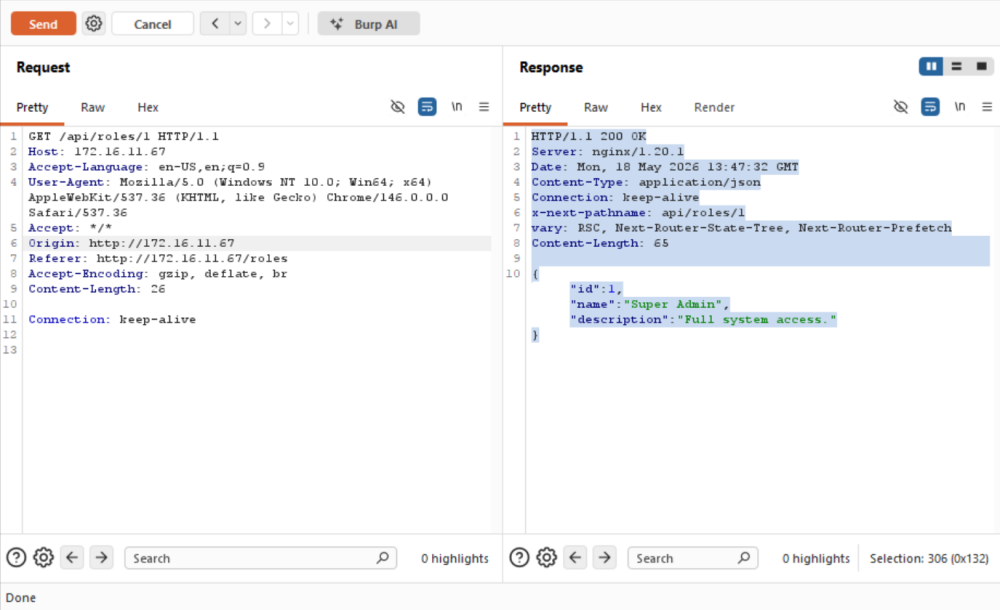 Send
Cancel
Burp AI
Request
Pretty Raw Hex
\n
1 GET /api/roles/1 HTTP/1.1
2 Host: 172.16.11.67
3 Accept-Language: en-US,en;q=0.9
4 User-Agent: Mozilla/5.0 (Windows NT 10.0; Win64; x64)
AppleWebKit/537.36 (KHTML, like Gecko) Chrome/146.0.0.0
Safari/537.36
5 Accept: */*
6 Origin: http://172.16.11.67
7 Referer: http://172.16.11.67/roles
8 Accept-Encoding: gzip, deflate, br
9 Content-Length: 26
10
11 Connection: keep-alive
12
13
Search
0 highlights
Response
Pretty Raw Hex Render
\n
1 HTTP/1.1 200 OK
2 Server: nginx/1.20.1
3 Date: Mon, 18 May 2026 13:47:32 GMT
4 Content-Type: application/json
5 Connection: keep-alive
6 x-next-pathname: api/roles/1
7 vary: RSC, Next-Router-State-Tree, Next-Router-Prefetch
8 Content-Length: 65
9
10 {
"id":1,
"name":"Super Admin",
"description":"Full system access."
}
Search
0 highlights
Selection: 306 (0x132)
Done